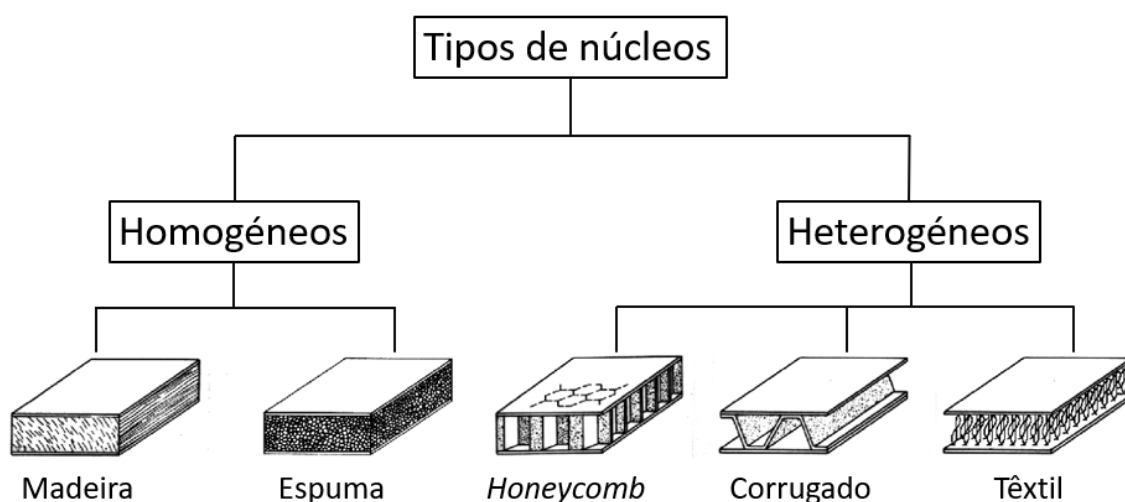 Tipos de núcleos
Homogéneos
Heterogéneos
Madeira
Espuma
Honeycomb
Corrugado
Têxtil